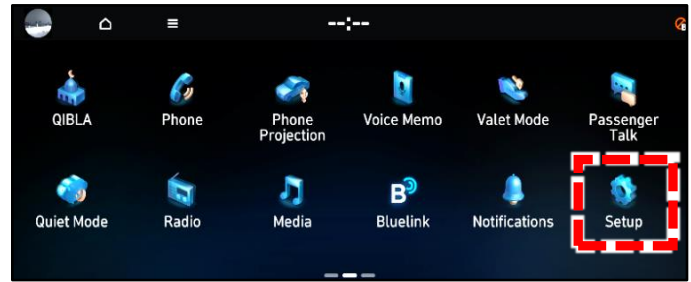 --:--
QIBLA
Phone
Phone
Projection
Voice Memo
Valet Mode
Passenger
Talk
Quiet Mode
Radio
Media
B
Bluelink
Notifications
Setup